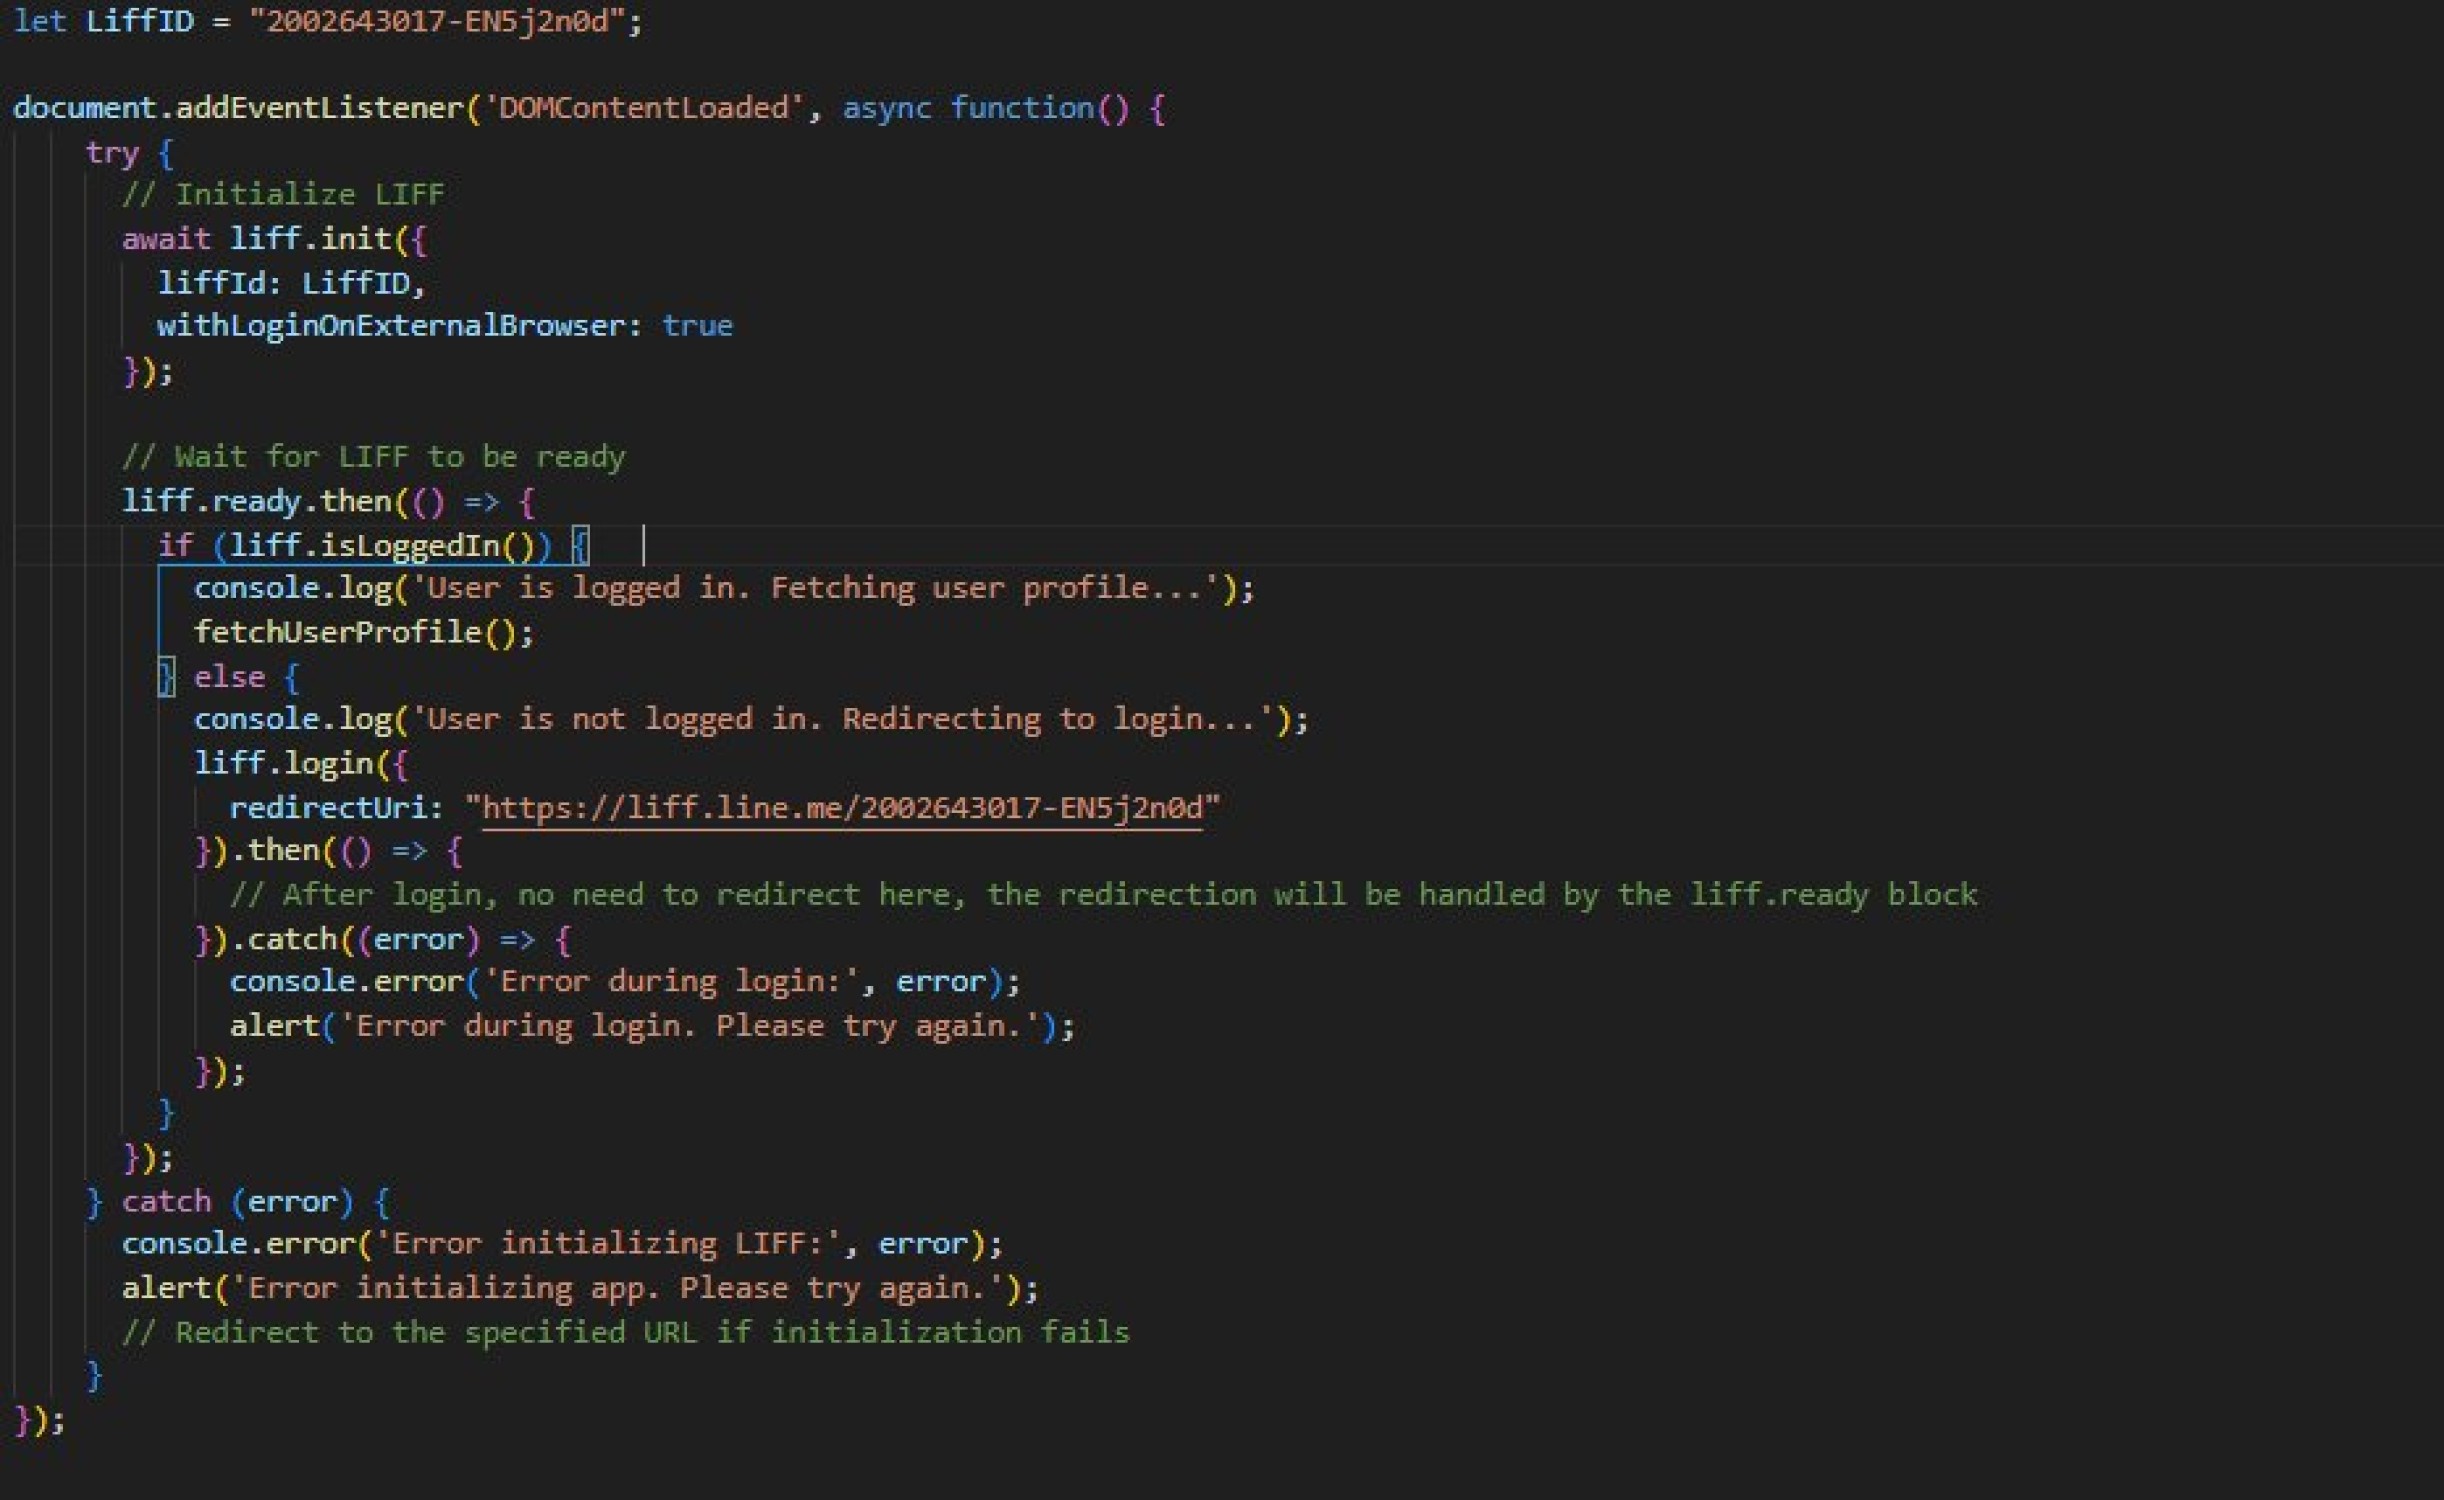 let LiffID = "2002643017-EN5j2n0d";
document.addEventListener('DOMContentLoaded', async function() {
try {
// Initialize LIFF
await liff.init({
liffId: LiffID,
withLoginOnExternalBrowser: true
});
// Wait for LIFF to be ready
liff.ready.then(() => {
if (liff.isLoggedIn()) {
console.log('User is logged in. Fetching user profile...');
fetchUserProfile();
} else {
console.log('User is not logged in. Redirecting to login...');
liff.login({
redirectUri: "https://liff.line.me/2002643017-EN5j2n0d"
}).then(() => {
// After login, no need to redirect here, the redirection will be handled by the liff.ready block
}).catch((error) => {
console.error('Error during login:', error);
alert('Error during login. Please try again.');
});
}
});
} catch (error) {
console.error('Error initializing LIFF:', error);
alert('Error initializing app. Please try again.');
// Redirect to the specified URL if initialization fails
}
});